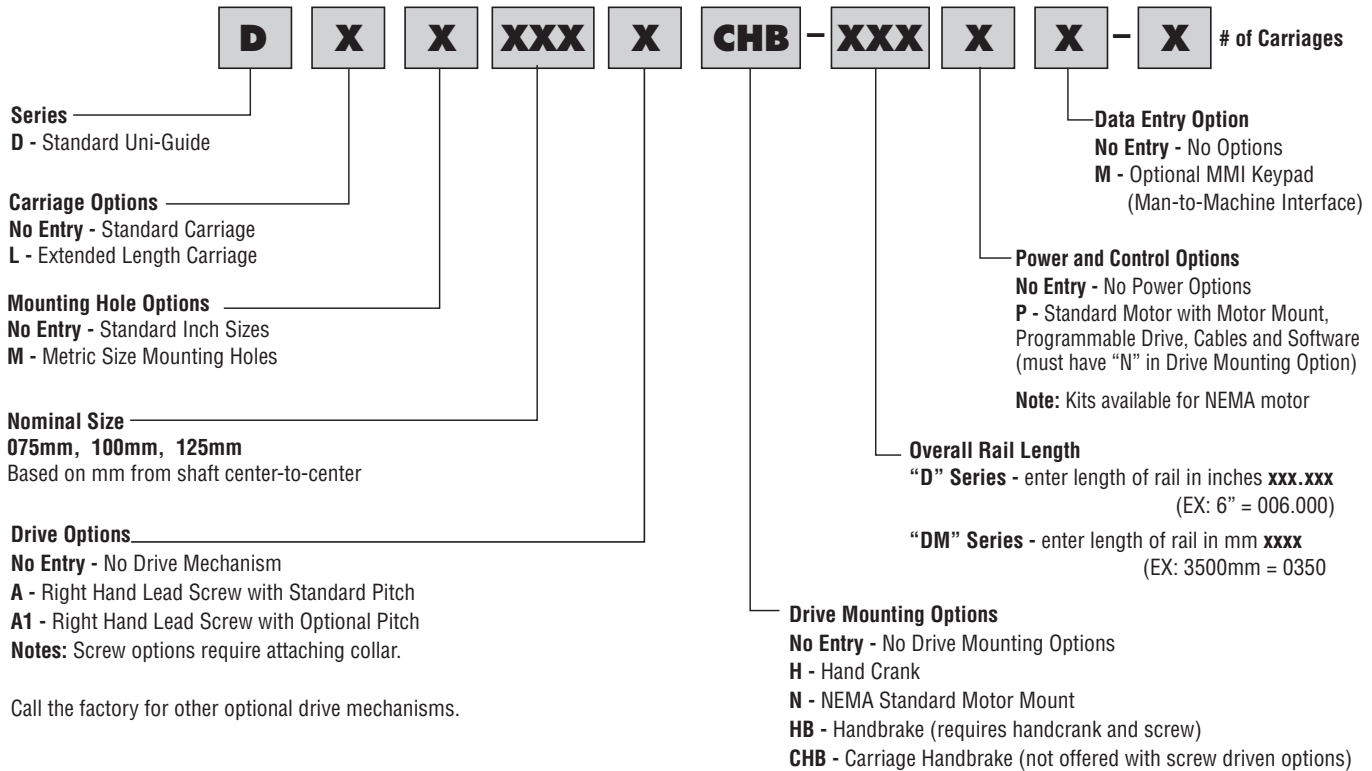 D X X XXX X CHB – XXX X X – X # of Carriages
Series
D - Standard Uni-Guide
Carriage Options
No Entry - Standard Carriage
L - Extended Length Carriage
Mounting Hole Options
No Entry - Standard Inch Sizes
M - Metric Size Mounting Holes
Nominal Size
075mm, 100mm, 125mm
Based on mm from shaft center-to-center
Drive Options
No Entry - No Drive Mechanism
A - Right Hand Lead Screw with Standard Pitch
A1 - Right Hand Lead Screw with Optional Pitch
Notes: Screw options require attaching collar.
Call the factory for other optional drive mechanisms.
Data Entry Option
No Entry - No Options
M - Optional MMI Keypad
(Man-to-Machine Interface)
Power and Control Options
No Entry - No Power Options
P - Standard Motor with Motor Mount,
Programmable Drive, Cables and Software
(must have “N” in Drive Mounting Option)
Note: Kits available for NEMA motor
Overall Rail Length
“D” Series - enter length of rail in inches xxx.xxx
(EX: 6” = 006.000)
“DM” Series - enter length of rail in mm xxxx
(EX: 3500mm = 0350
Drive Mounting Options
No Entry - No Drive Mounting Options
H - Hand Crank
N - NEMA Standard Motor Mount
HB - Handbrake (requires handcrank and screw)
CHB - Carriage Handbrake (not offered with screw driven options)